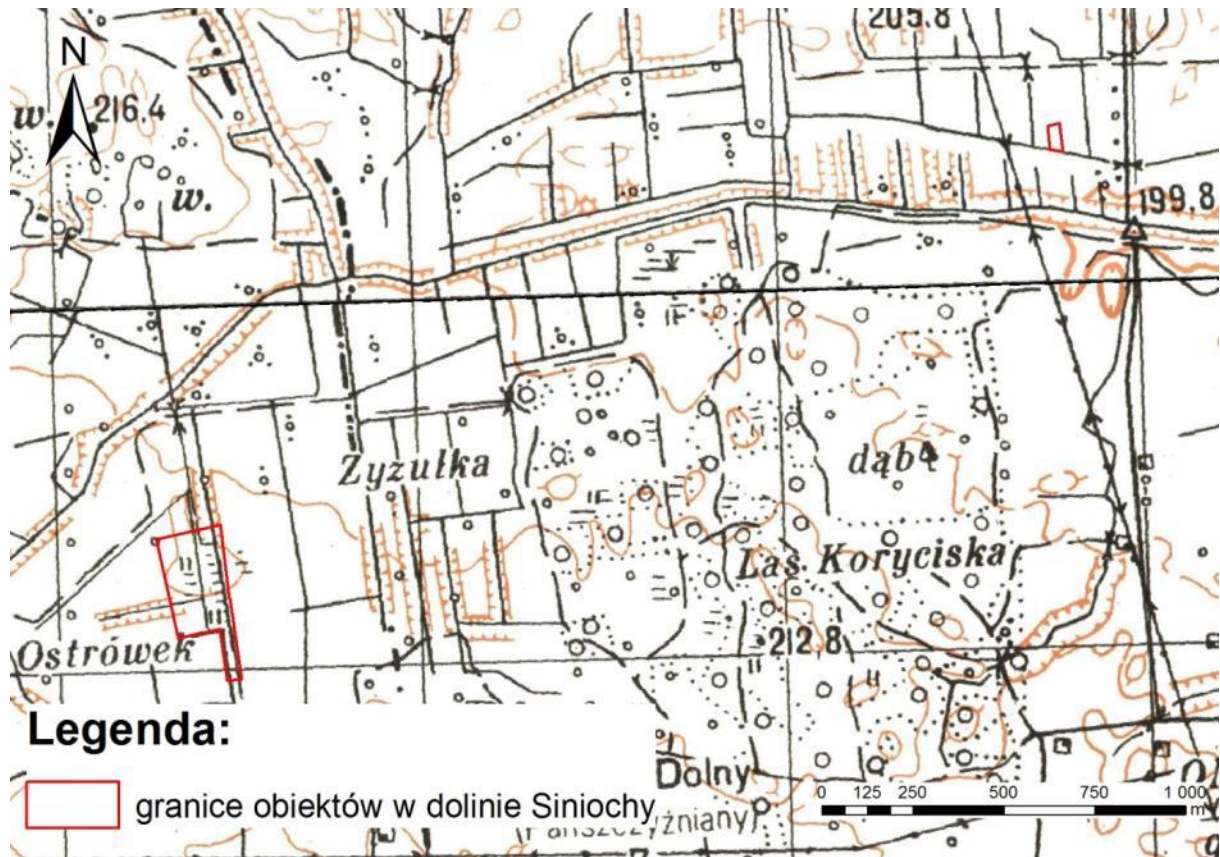 205.8
N
w.
216.4
w.
199.8
Zyzułka
dąb
Las Koryciska
Ostrówek
212.8
Legenda:
granice obiektów w dolinie Siniochy
Dolny
0 125 250 500 750 1 000
m